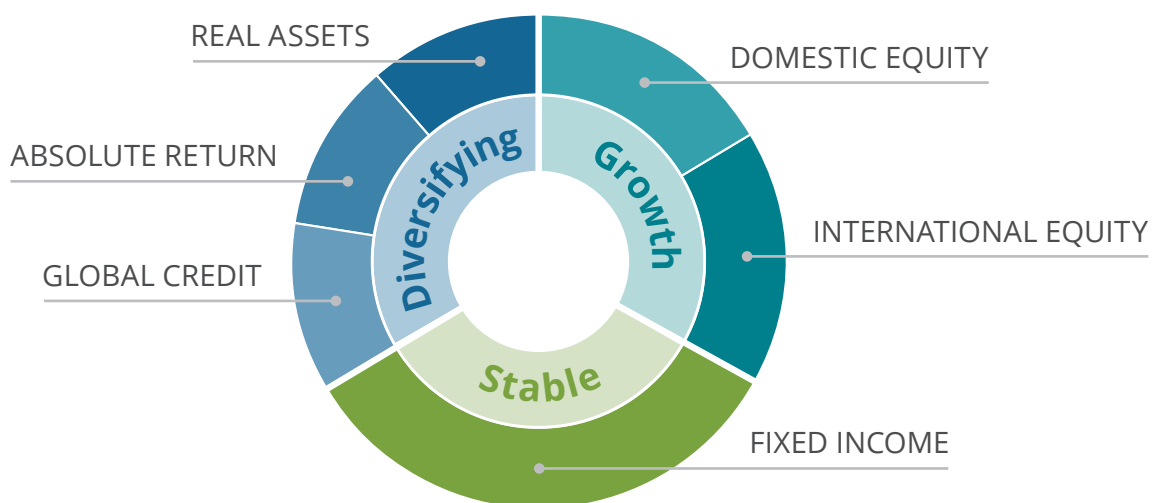 REAL ASSETS
DOMESTIC EQUITY
ABSOLUTE RETURN
Diversifying
Growth
INTERNATIONAL EQUITY
GLOBAL CREDIT
Stable
FIXED INCOME